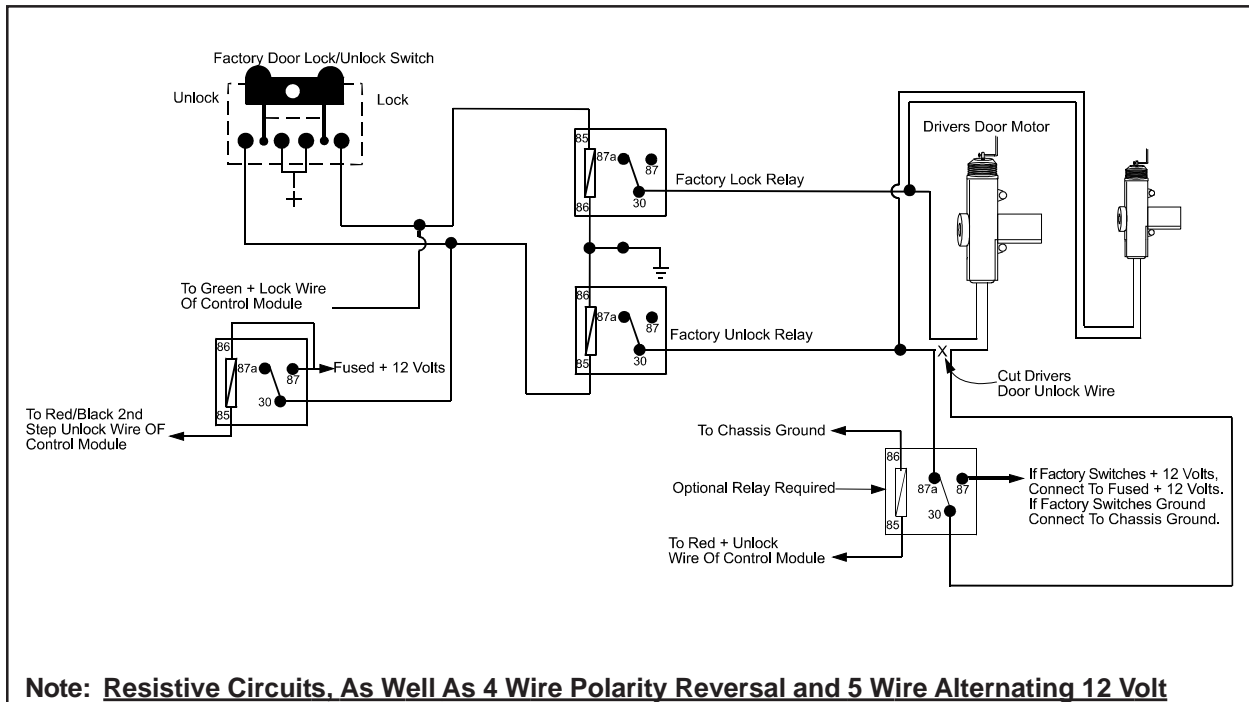 Factory Door Lock/Unlock Switch
Unlock
Lock
+
85
87a
87
86
30
Factory Lock Relay
Drivers Door Motor
To Green + Lock Wire
Of Control Module
86
87a
87
30
85
Factory Unlock Relay
86
87a
87
30
85
Fused + 12 Volts
To Red/Black 2nd
Step Unlock Wire OF
Control Module
X
Cut Drivers
Door Unlock Wire
To Chassis Ground
86
87a
87
30
85
Optional Relay Required
If Factory Switches + 12 Volts,
Connect To Fused + 12 Volts.
If Factory Switches Ground
Connect To Chassis Ground.
To Red + Unlock
Wire Of Control Module
Note: Resistive Circuits, As Well As 4 Wire Polarity Reversal and 5 Wire Alternating 12 Volt